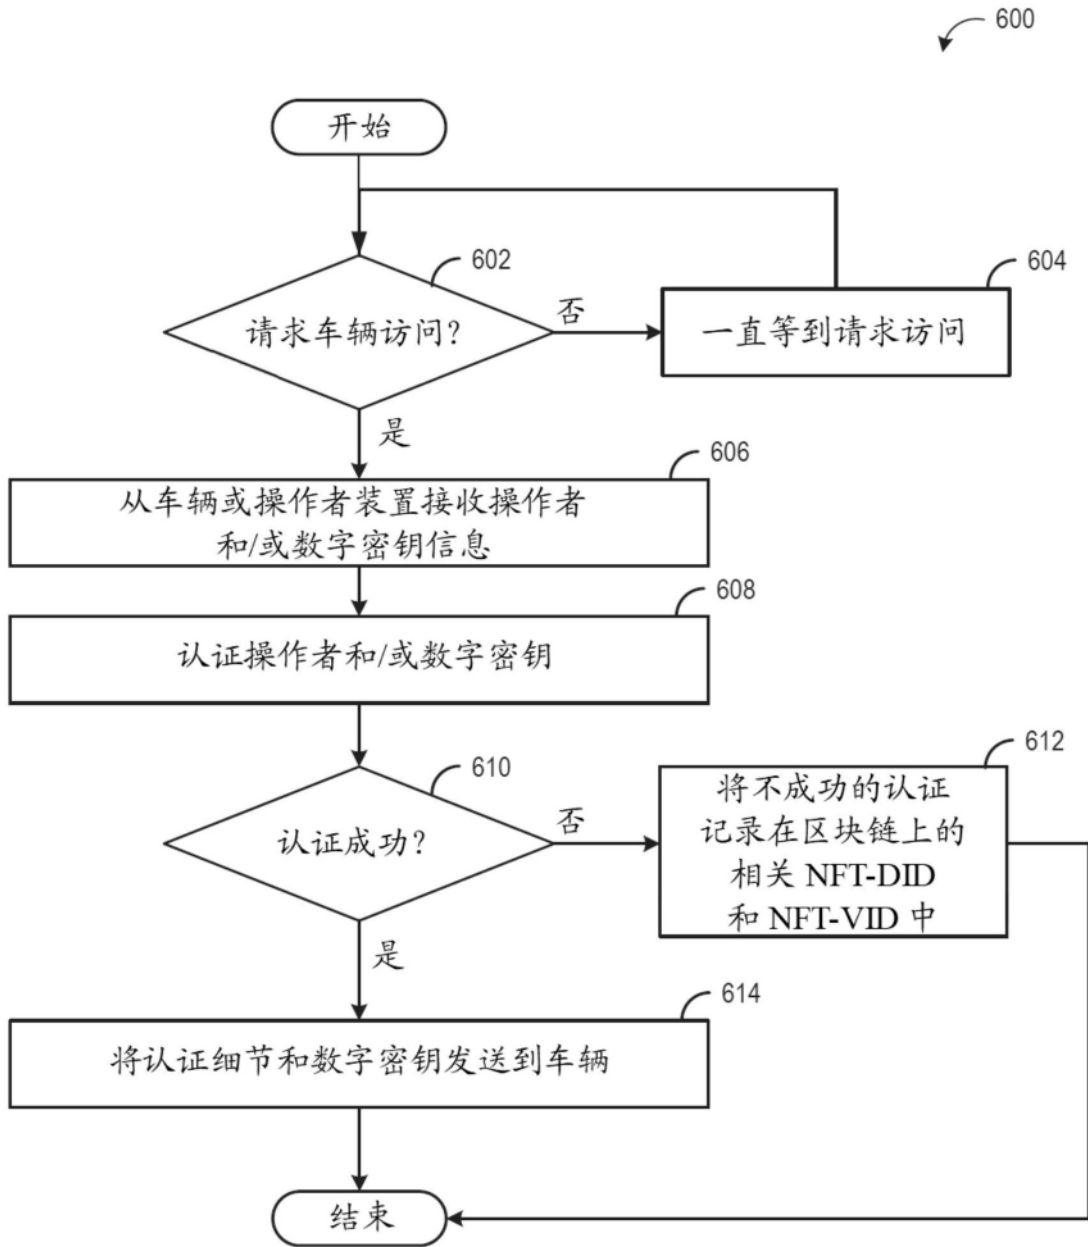 600
开始
602
请求车辆访问?
否
604
一直等到请求访问
是
606
从车辆或操作者装置接收操作者
和/或数字密钥信息
608
认证操作者和/或数字密钥
610
认证成功?
否
612
将不成功的认证
记录在区块链上的
相关 NFT-DID
和 NFT-VID 中
是
614
将认证细节和数字密钥发送到车辆
结束